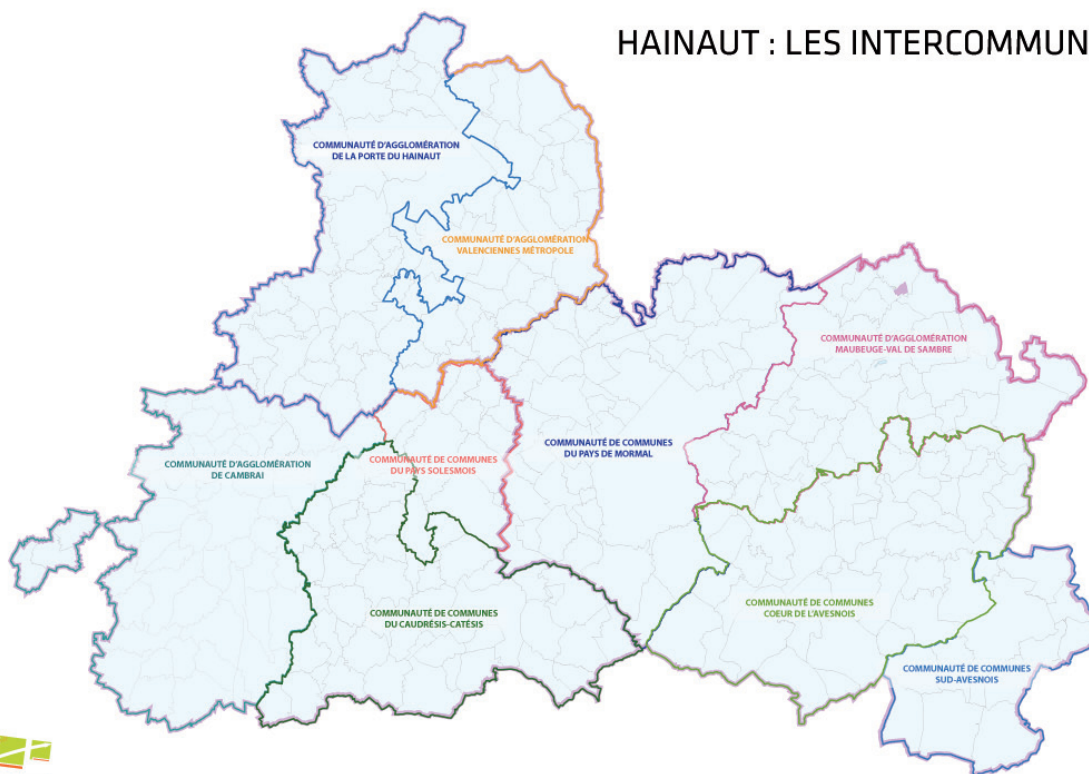 HAINAUT : LES INTERCOMMUN
COMMUNAUTÉ D'AGGLOMÉRATION
DE LA PORTE DU HAINAUT
COMMUNAUTÉ D'AGGLOMÉRATION
VALENCIENNES MÉTROPOLE
COMMUNAUTÉ D'AGGLOMÉRATION
MAUBEUGE-VAL DE SAMBRE
COMMUNAUTÉ DE COMMUNES
DU PAYS DE MORMAL
COMMUNAUTÉ DE COMMUNES
DU PAYS SOLESMOIS
COMMUNAUTÉ D'AGGLOMÉRATION
DE CAMBRAI
COMMUNAUTÉ DE COMMUNES
DU CAUDRÉSIS-CATÉSIS
COMMUNAUTÉ DE COMMUNES
COEUR DE L'AVESNOIS
COMMUNAUTÉ DE COMMUNES
SUD-AVESNOIS